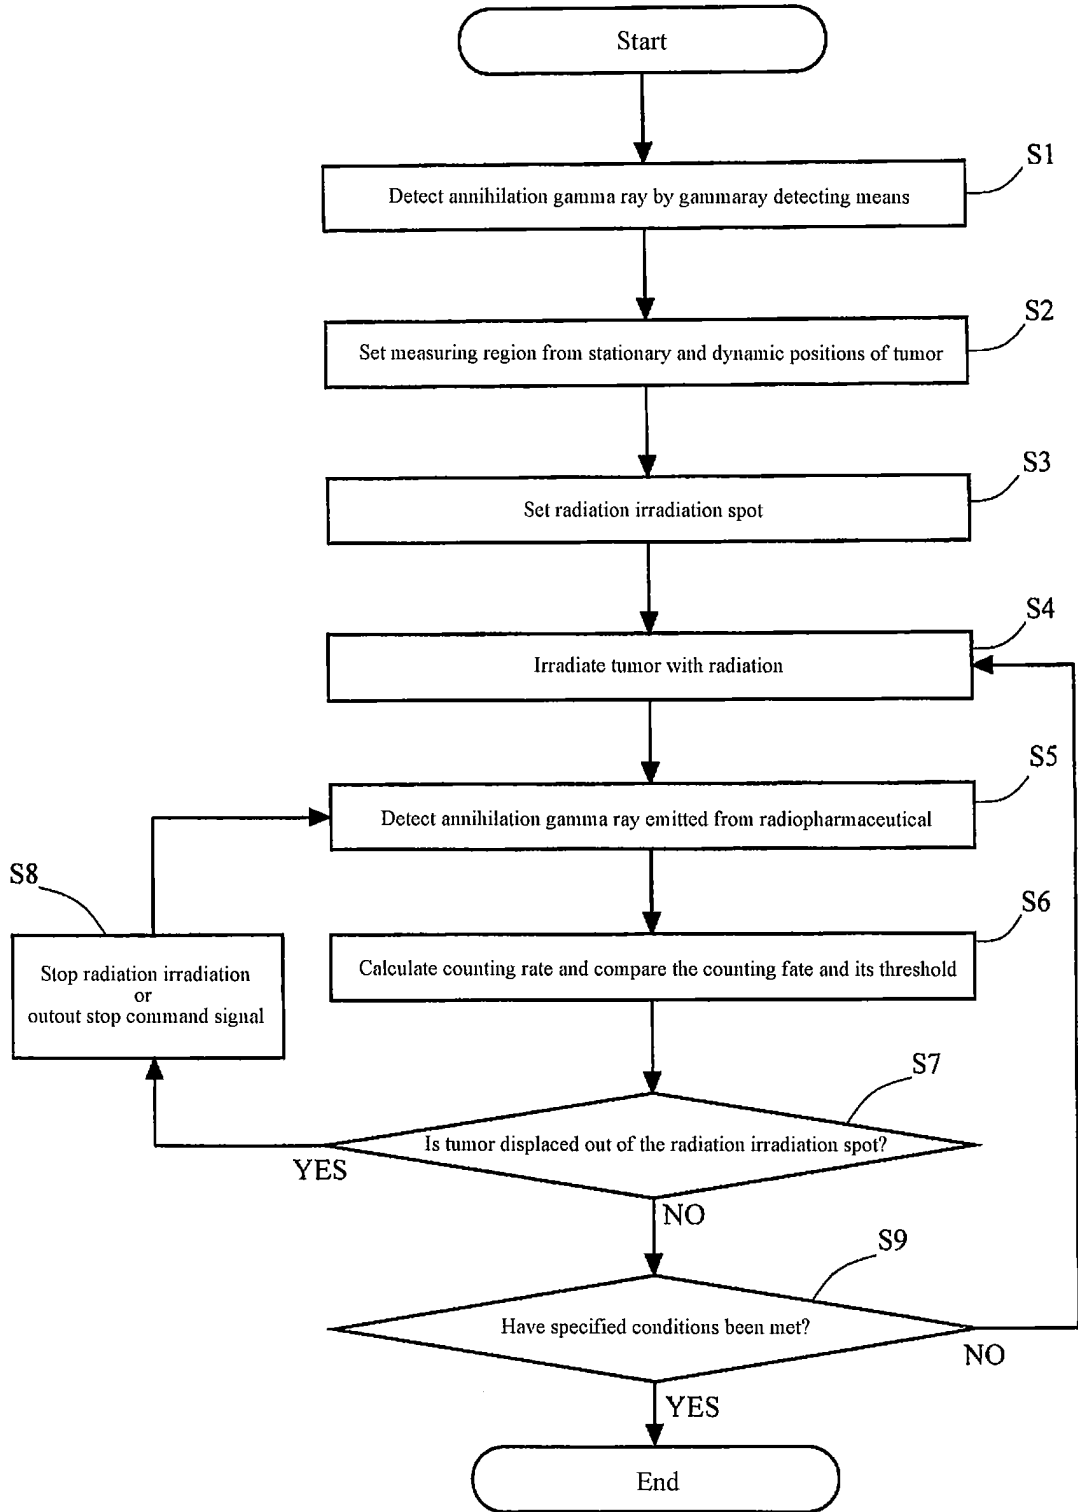 Start
S1
Detect annihilation gamma ray by gammaray detecting means
S2
Set measuring region from stationary and dynamic positions of tumor
S3
Set radiation irradiation spot
S4
Irradiate tumor with radiation
S5
Detect annihilation gamma ray emitted from radiopharmaceutical
S8
Stop radiation irradiation
or
outout stop command signal
S6
Calculate counting rate and compare the counting fate and its threshold
S7
Is tumor displaced out of the radiation irradiation spot?
YES
NO
S9
Have specified conditions been met?
NO
YES
End